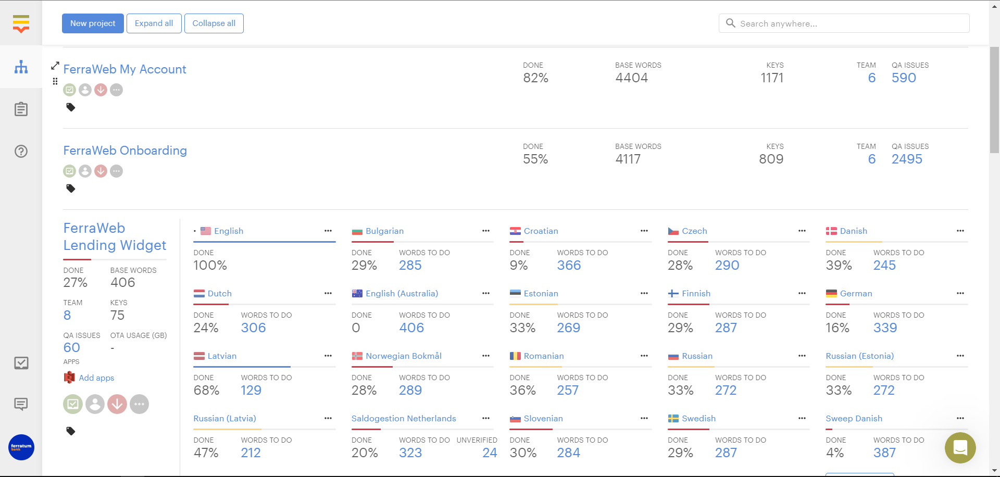 New project Expand all Collapse all Search anywhere...
FerraWeb My Account
DONE BASE WORDS KEYS TEAM QA ISSUES
82% 4404 1171 6 590
FerraWeb Onboarding
DONE BASE WORDS KEYS TEAM QA ISSUES
55% 4117 809 6 2495
FerraWeb
Lending Widget
DONE BASE WORDS
27% 406
TEAM KEYS
8 75
QA ISSUES OTA USAGE (GB)
60 -
APPS
Add apps
English Bulgarian Croatian Czech Danish
DONE DONE WORDS TO DO DONE WORDS TO DO DONE WORDS TO DO DONE WORDS TO DO
100% 29% 285 9% 366 28% 290 39% 245
Dutch English (Australia) Estonian Finnish German
DONE WORDS TO DO DONE WORDS TO DO DONE WORDS TO DO DONE WORDS TO DO DONE WORDS TO DO
24% 306 0 406 33% 269 29% 287 16% 339
Latvian Norwegian Bokmål Romanian Russian Russian (Estonia)
DONE WORDS TO DO DONE WORDS TO DO DONE WORDS TO DO DONE WORDS TO DO DONE WORDS TO DO
68% 129 28% 289 36% 257 33% 272 33% 272
Russian (Latvia) Saldogestion Netherlands Slovenian Swedish Sweep Danish
DONE WORDS TO DO DONE WORDS TO DO UNVERIFIED DONE WORDS TO DO DONE WORDS TO DO DONE WORDS TO DO
47% 212 20% 323 24 30% 284 29% 287 4% 387
ferratum
bank